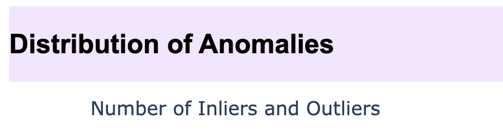 Distribution of Anomalies
Number of Inliers and Outliers